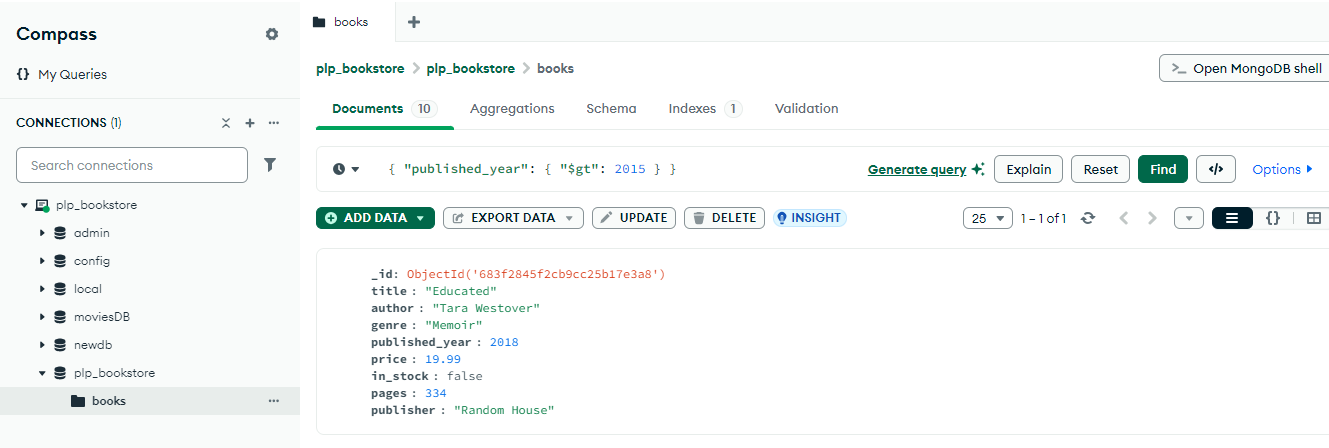 Compass
My Queries
CONNECTIONS (1)
Search connections
plp_bookstore
admin
config
local
moviesDB
newdb
plp_bookstore
books
books
plp_bookstore > plp_bookstore > books
>_ Open MongoDB shell
Documents 10 Aggregations Schema Indexes 1 Validation
{ "published_year": { "$gt": 2015 } }
Generate query Explain Reset Find </> Options
ADD DATA EXPORT DATA UPDATE DELETE INSIGHT 25 1 – 1 of 1 {}
_id: ObjectId('683f2845f2cb9cc25b17e3a8')
title : "Educated"
author : "Tara Westover"
genre : "Memoir"
published_year : 2018
price : 19.99
in_stock : false
pages : 334
publisher : "Random House"